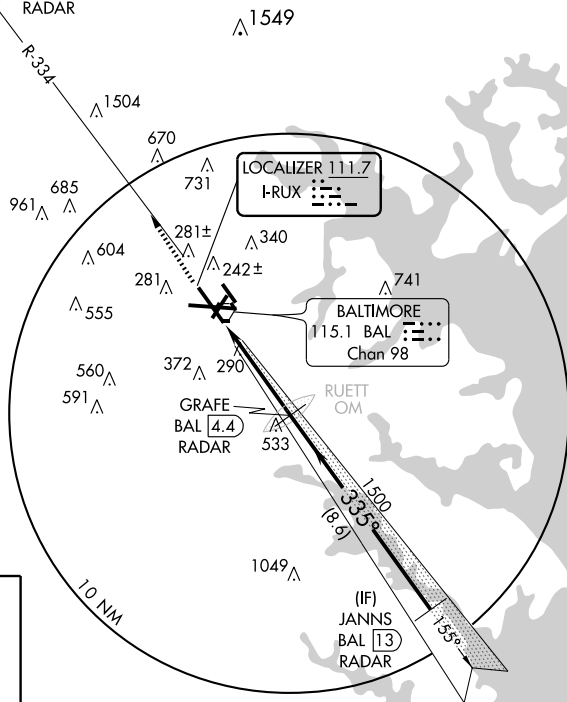 RADAR
1549
R-334
1504
670
731
LOCALIZER 111.7
I-RUX
685
961
281±
340
604
242±
281
741
555
BALTIMORE
115.1 BAL
Chan 98
372
290
560
591
RUETT
OM
GRAFE
BAL 4.4
RADAR
533
1500
335°
(8.6)
1049
10 NM
(IF)
JANNS
BAL 13
RADAR
155°